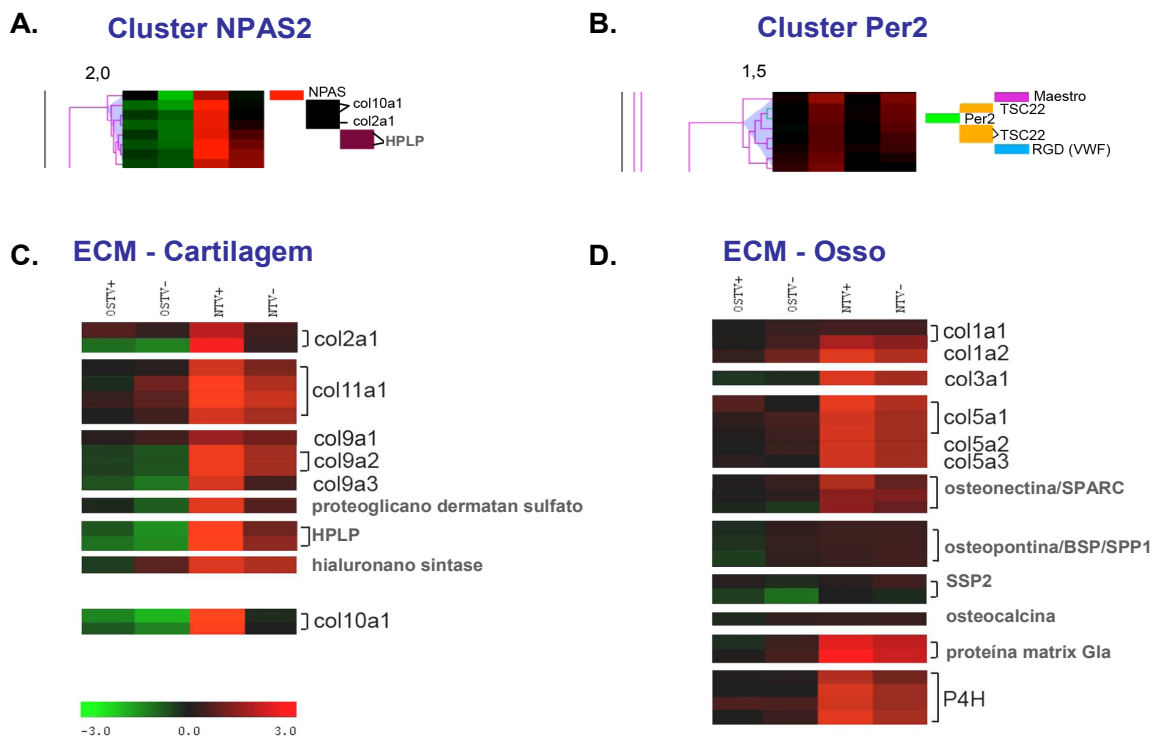 A. Cluster NPAS2
2,0
NPAS
col10a1
col2a1
HPLP
B. Cluster Per2
1,5
Maestro
TSC22
Per2
TSC22
RGD (VWF)
C. ECM - Cartilagem
OSTV+ OSTV- NTV+ NTV-
col2a1
col11a1
col9a1
col9a2
col9a3
proteoglicano dermatan sulfato
HPLP
hialuronano sintase
col10a1
-3.0 0.0 3.0
D. ECM - Osso
OSTV+ OSTV- NTV+ NTV-
col1a1
col1a2
col3a1
col5a1
col5a2
col5a3
osteonectina/SPARC
osteopontina/BSP/SPP1
SSP2
osteocalcina
proteína matrix Gla
P4H